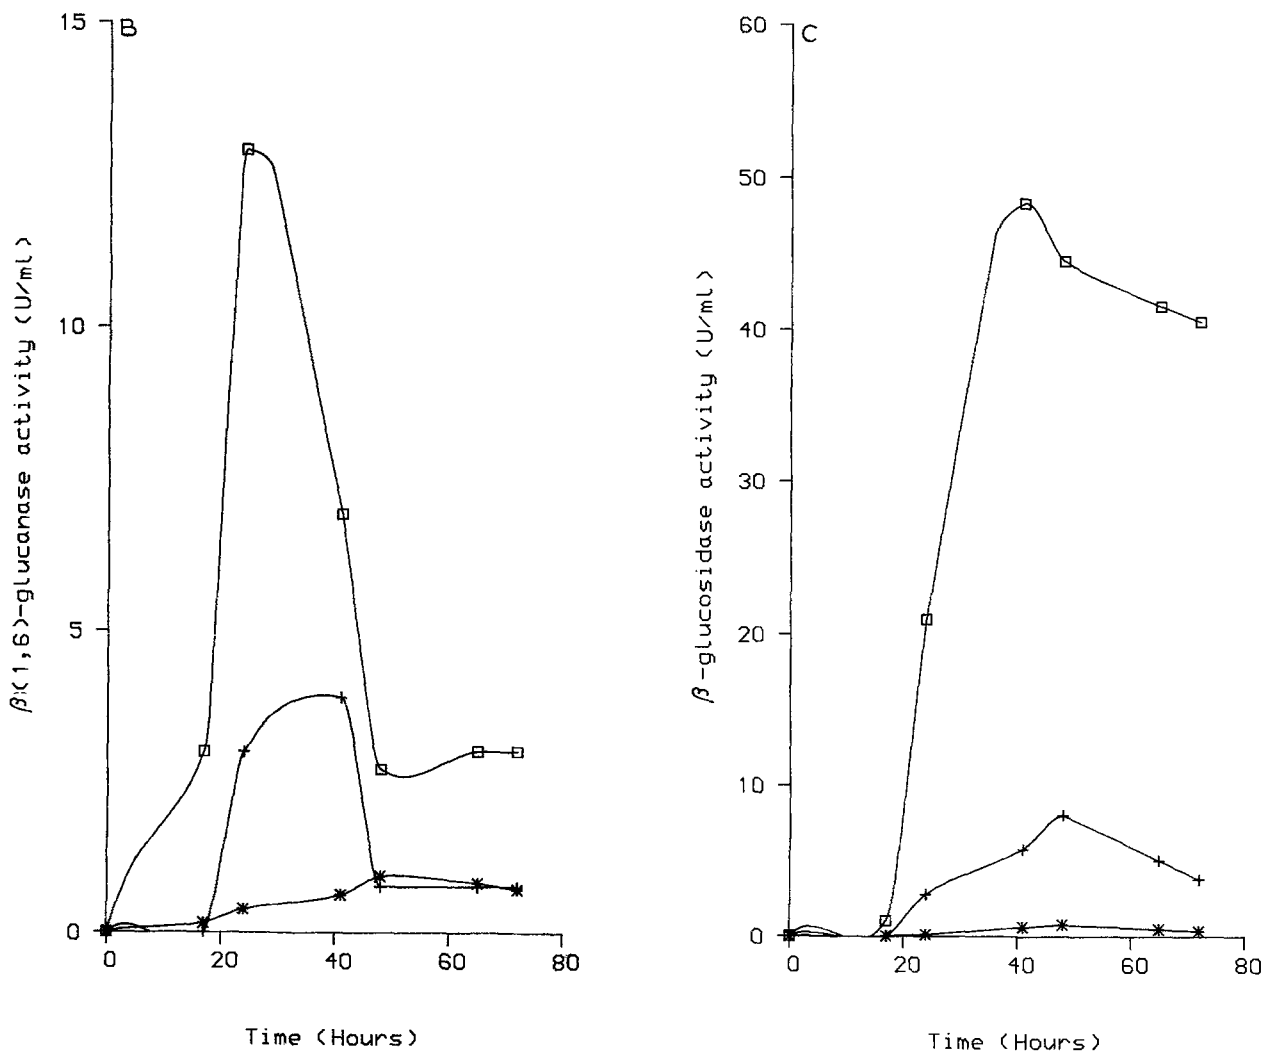 B
15
10
5
0
β(1,6)-glucanase activity (U/ml)
0 20 40 60 80
Time (Hours)
C
60
50
40
30
20
10
0
β-glucosidase activity (U/ml)
0 20 40 60 80
Time (Hours)